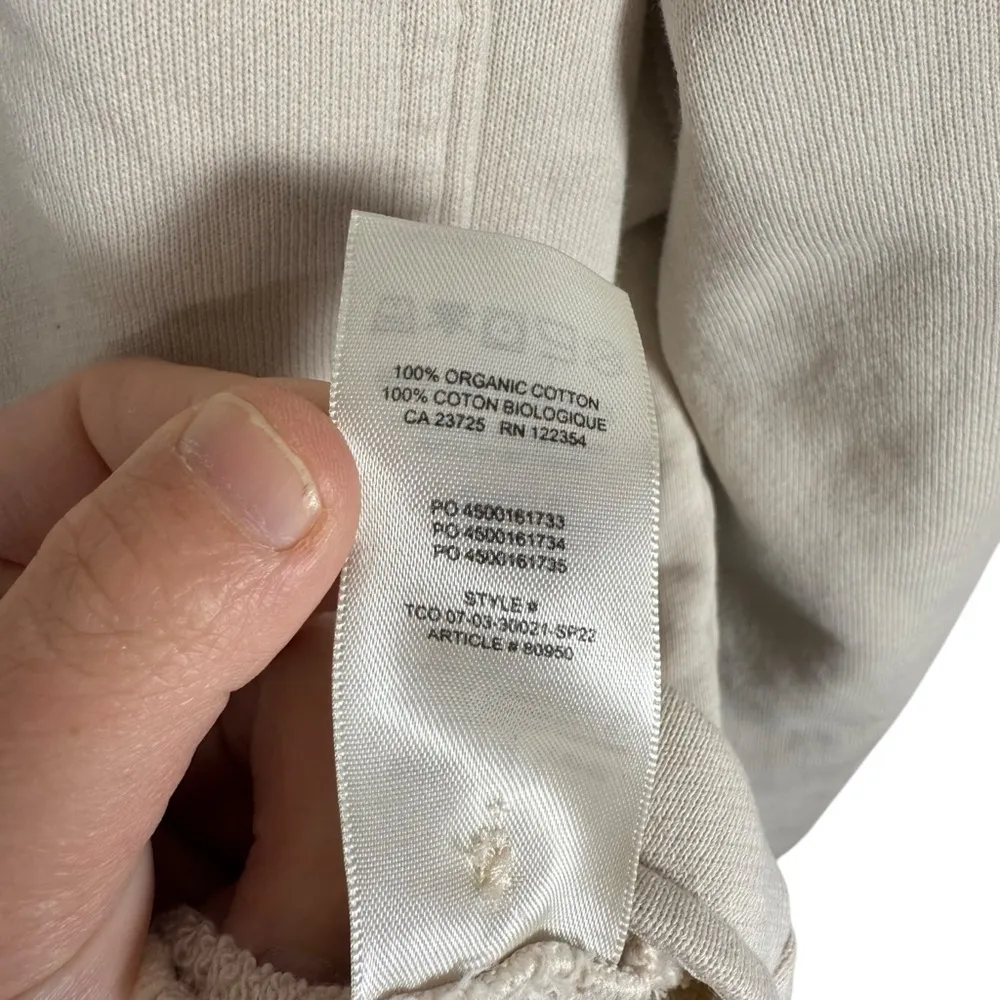 100% ORGANIC COTTON
100% COTON BIOLOGIQUE
CA 23725 RN 122354
PO 4500161733
PO 4500161734
PO 4500161735
STYLE #
TCO 07-03-30021-SP22
ARTICLE # 80950